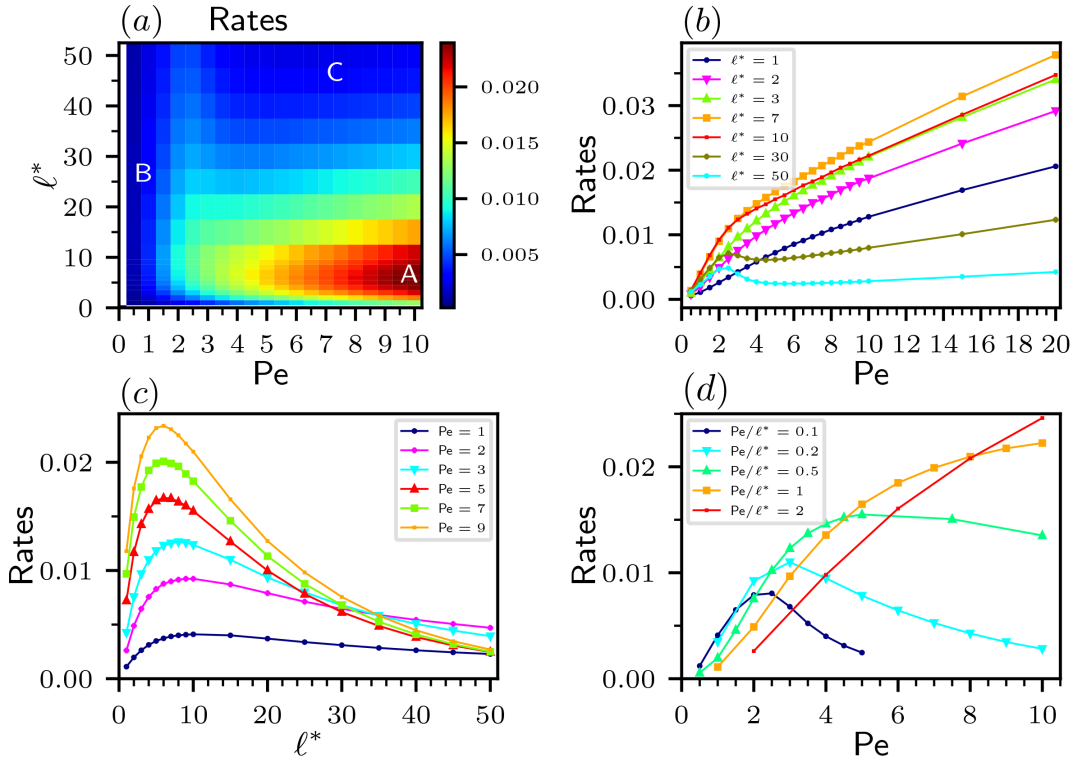 (a) Rates
50
40
30
20
10
0
ℓ*
A
B
C
0 1 2 3 4 5 6 7 8 9 10
Pe
0.020
0.015
0.010
0.005
(b)
0.03
0.02
0.01
0.00
Rates
ℓ* = 1
ℓ* = 2
ℓ* = 3
ℓ* = 7
ℓ* = 10
ℓ* = 30
ℓ* = 50
0 2 4 6 8 10 12 14 16 18 20
Pe
(c)
0.02
0.01
0.00
Rates
Pe = 1
Pe = 2
Pe = 3
Pe = 5
Pe = 7
Pe = 9
0 10 20 30 40 50
ℓ*
(d)
0.02
0.01
0.00
Rates
Pe/ℓ* = 0.1
Pe/ℓ* = 0.2
Pe/ℓ* = 0.5
Pe/ℓ* = 1
Pe/ℓ* = 2
0 2 4 6 8 10
Pe